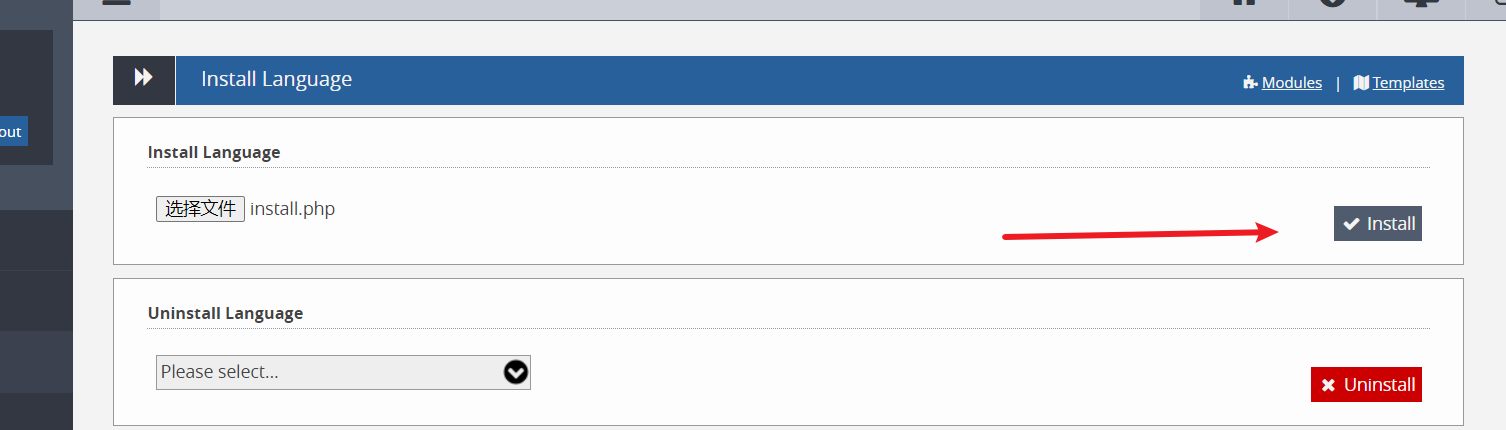 Install Language
Modules | Templates
out
Install Language
选择文件 install.php
Install
Uninstall Language
Please select...
Uninstall